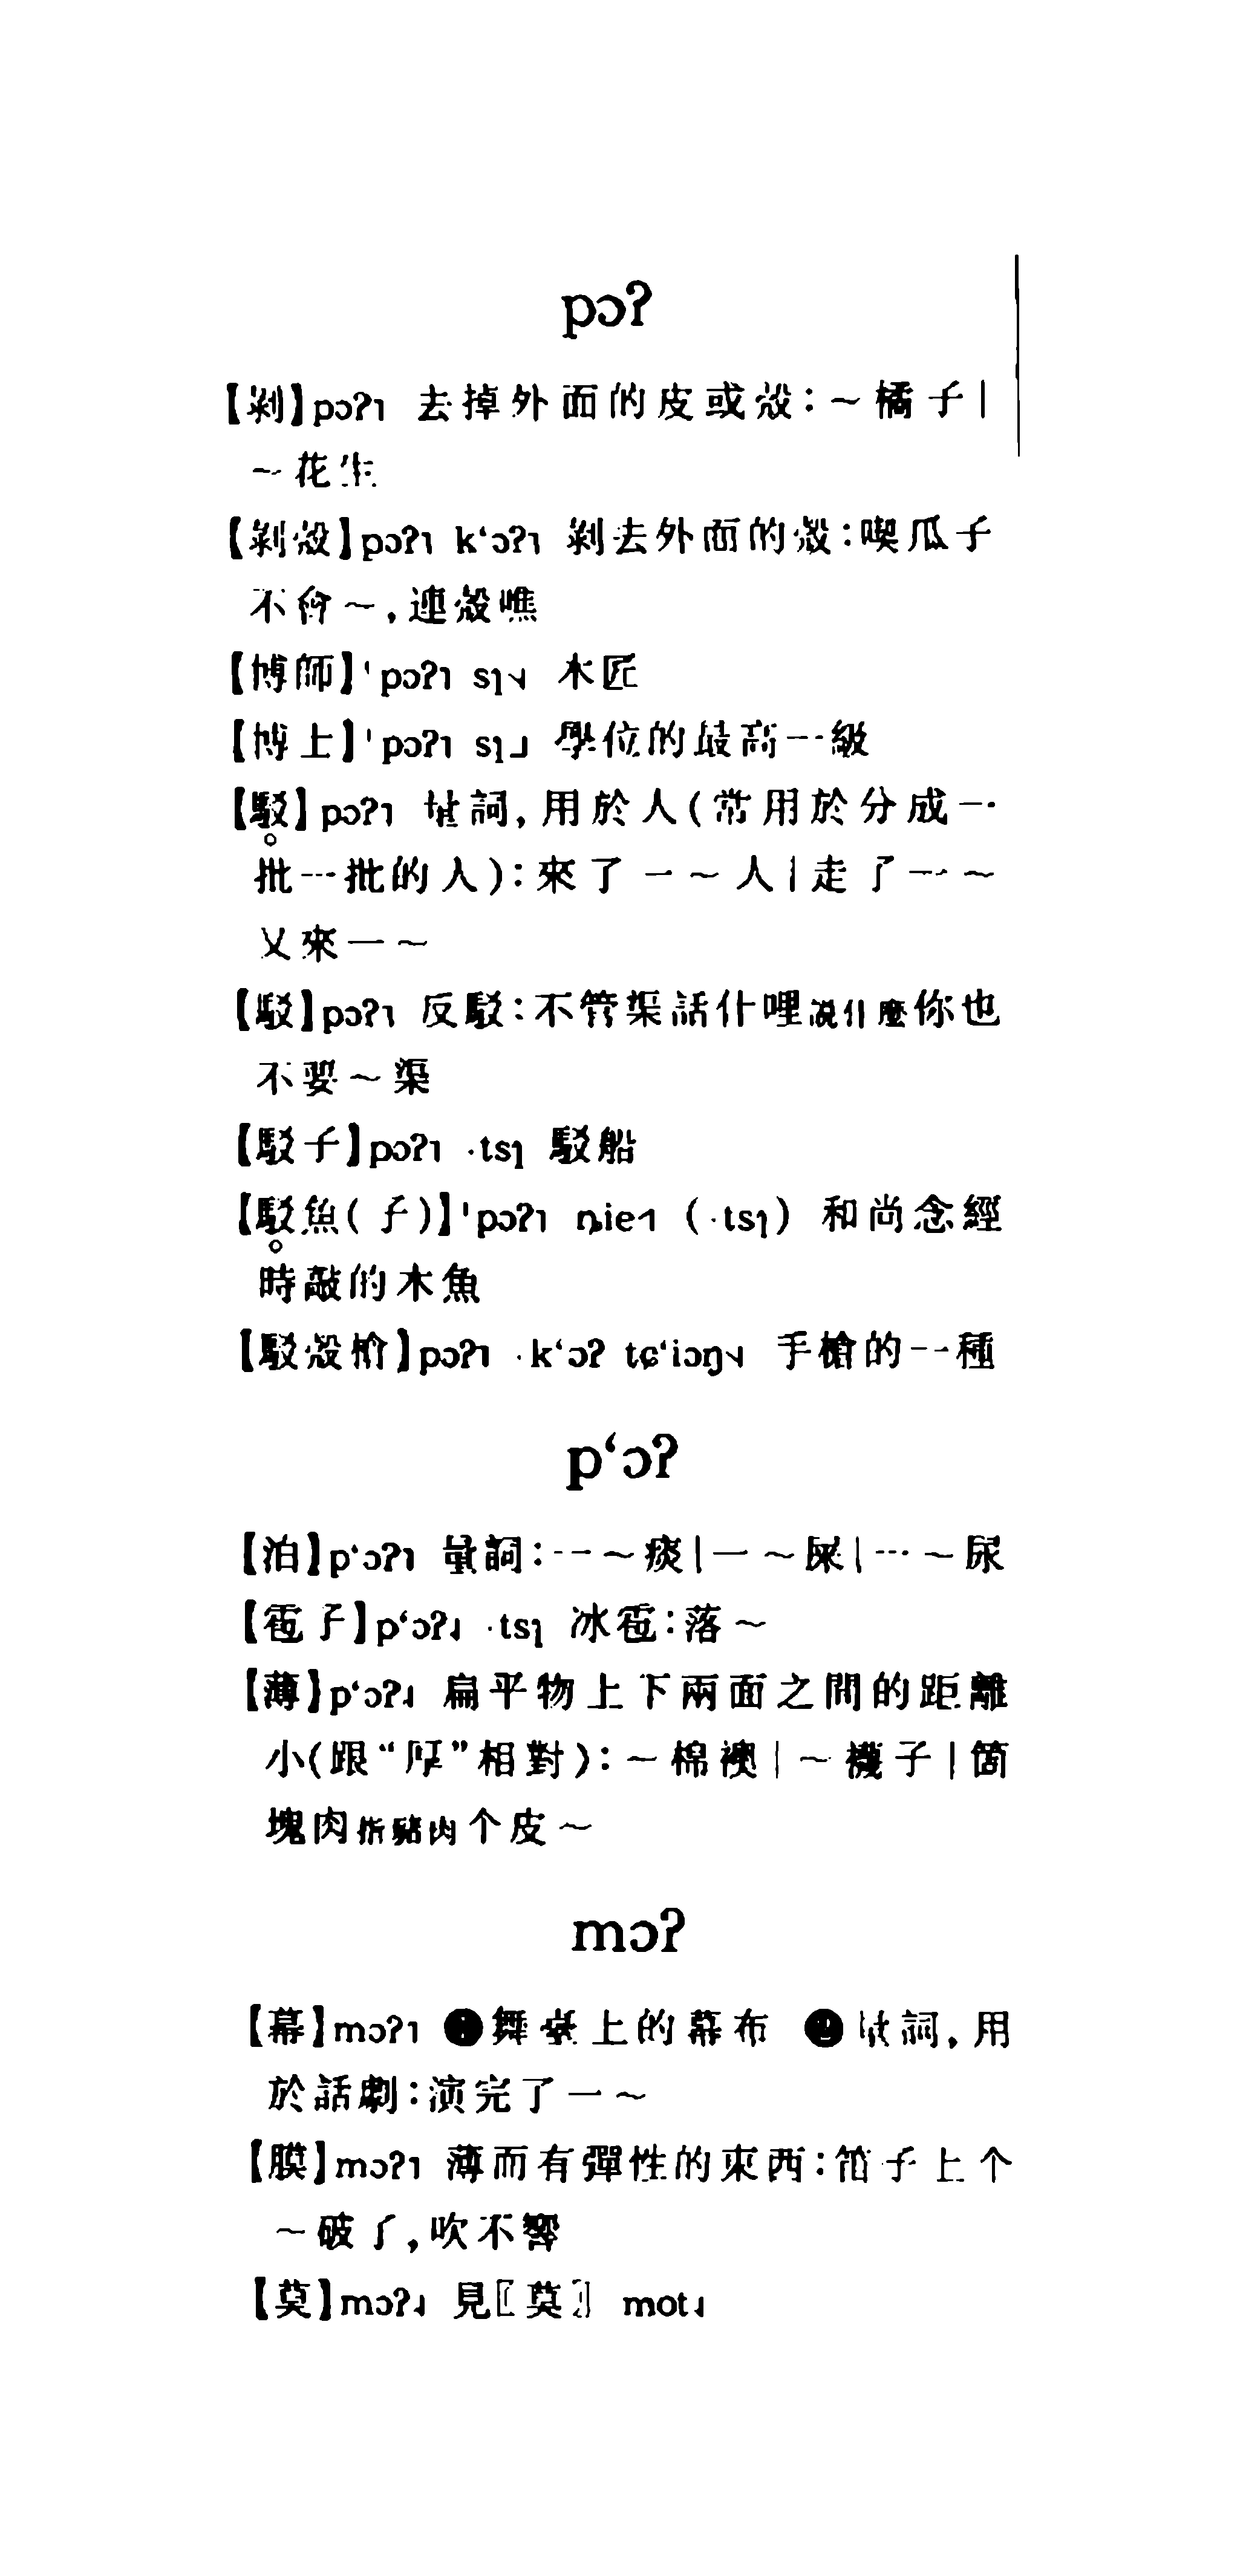 pɔʔ
【剝】pɔʔ˥ 去掉外面的皮或殼：～橘子｜
～花生
【剝殼】pɔʔ˥ k‘ɔʔ˥ 剝去外面的殼：喫瓜子
不會～，連殼噍
【博師】ˈpɔʔ˥ sɿ˧˩ 木匠
【博士】ˈpɔʔ˥ sɿ˩ 學位的最高一級
【駁】pɔʔ˥ 量詞，用於人（常用於分成一
批一批的人）：來了一～人｜走了一～
又來一～
【駁】pɔʔ˥ 反駁：不管渠話什哩說什麼你也
不要～渠
【駁子】pɔʔ˥ ·tsɿ 駁船
【駁魚（子）】ˈpɔʔ˥ ȵie˦ （·tsɿ） 和尚念經
時敲的木魚
【駁殼槍】pɔʔ˥ ·k‘ɔʔ tɕ‘iɔŋ˧˩ 手槍的一種
p‘ɔʔ
【泊】p‘ɔʔ˥ 量詞：一～痰｜一～屎｜一～尿
【雹子】p‘ɔʔ˩ ·tsɿ 冰雹：落～
【薄】p‘ɔʔ˩ 扁平物上下兩面之間的距離
小（跟“厚”相對）：～棉襖｜～襪子｜箇
塊肉指豬肉个皮～
mɔʔ
【幕】mɔʔ˥ ❶舞臺上的幕布 ❷量詞，用
於話劇：演完了一～
【膜】mɔʔ˥ 薄而有彈性的東西：笛子上个
～破了，吹不響
【莫】mɔʔ˩ 見〖莫〗 mot˩